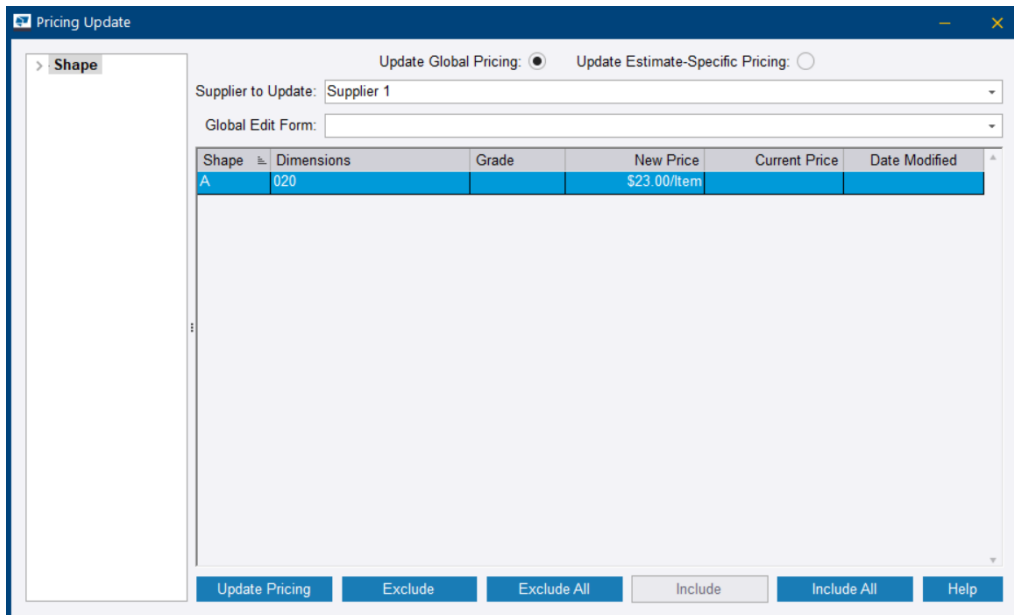 Pricing Update
Shape
Update Global Pricing: Update Estimate-Specific Pricing:
Supplier to Update: Supplier 1
Global Edit Form:
Shape Dimensions Grade New Price Current Price Date Modified
A 020 $23.00/Item
Update Pricing Exclude Exclude All Include Include All Help